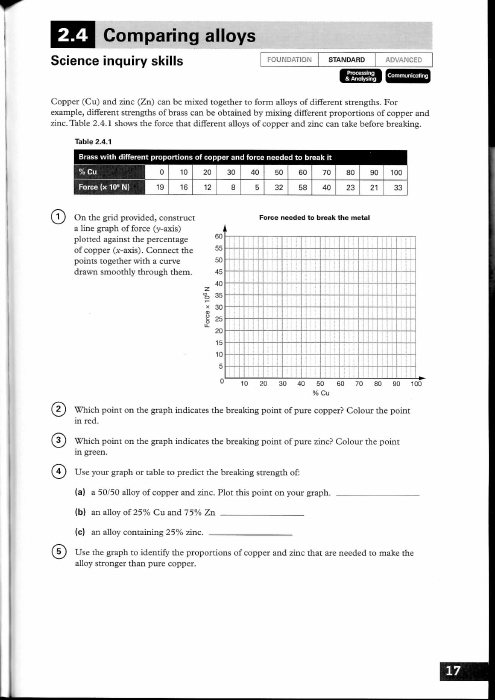 2.4 Comparing alloys
Science inquiry skills
FOUNDATION STANDARD ADVANCED
Processing & Analysing Communicating
Copper (Cu) and zinc (Zn) can be mixed together to form alloys of different strengths. For
example, different strengths of brass can be obtained by mixing different proportions of copper and
zinc. Table 2.4.1 shows the force that different alloys of copper and zinc can take before breaking.
Table 2.4.1
Brass with different proportions of copper and force needed to break it
% Cu 0 10 20 30 40 50 60 70 80 90 100
Force (× 10⁶ N) 19 16 12 8 5 32 58 40 23 21 33
1 On the grid provided, construct
a line graph of force (y-axis)
plotted against the percentage
of copper (x-axis). Connect the
points together with a curve
drawn smoothly through them.
Force needed to break the metal
60
55
50
45
40
35
30
25
20
15
10
5
0 10 20 30 40 50 60 70 80 90 100
% Cu
2 Which point on the graph indicates the breaking point of pure copper? Colour the point
in red.
3 Which point on the graph indicates the breaking point of pure zinc? Colour the point
in green.
4 Use your graph or table to predict the breaking strength of:
(a) a 50/50 alloy of copper and zinc. Plot this point on your graph.
(b) an alloy of 25% Cu and 75% Zn
(c) an alloy containing 25% zinc.
5 Use the graph to identify the proportions of copper and zinc that are needed to make the
alloy stronger than pure copper.
17